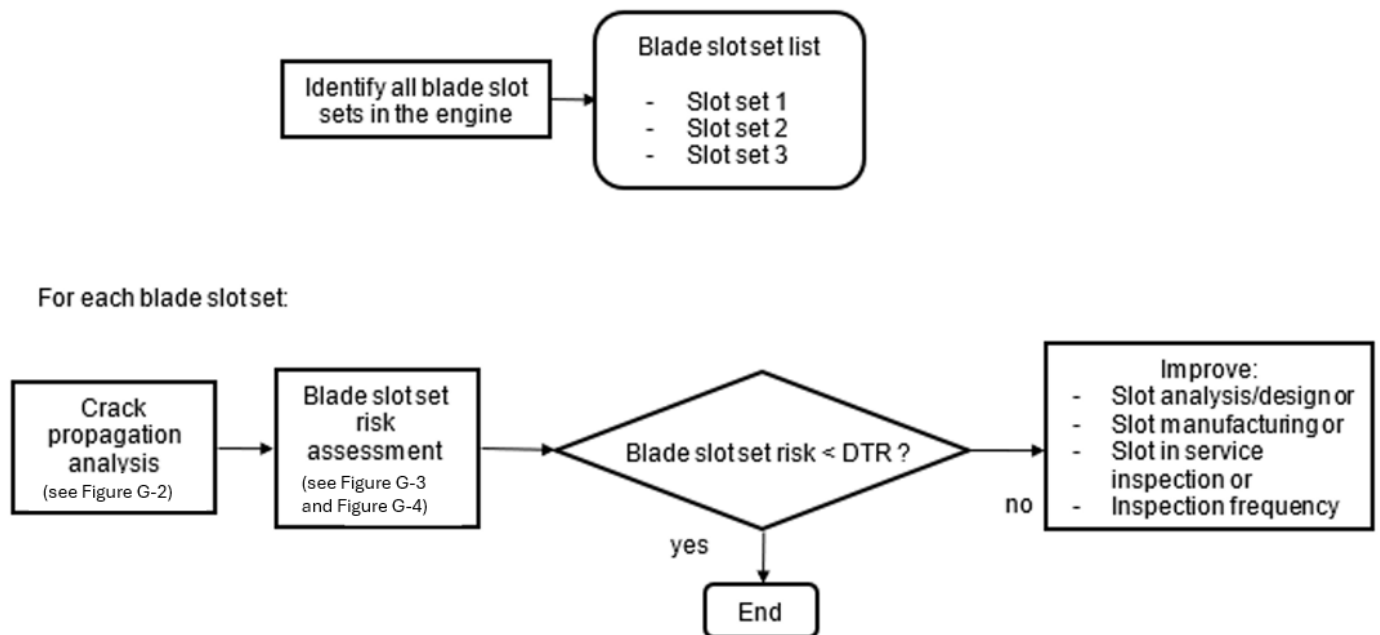 Identify all blade slot
sets in the engine
Blade slot set list
- Slot set 1
- Slot set 2
- Slot set 3
For each blade slot set:
Crack
propagation
analysis
(see Figure G-2)
Blade slot set
risk
assessment
(see Figure G-3
and Figure G-4)
Blade slot set risk < DTR ?
yes
End
no
Improve:
- Slot analysis/design or
- Slot manufacturing or
- Slot in service
inspection or
- Inspection frequency